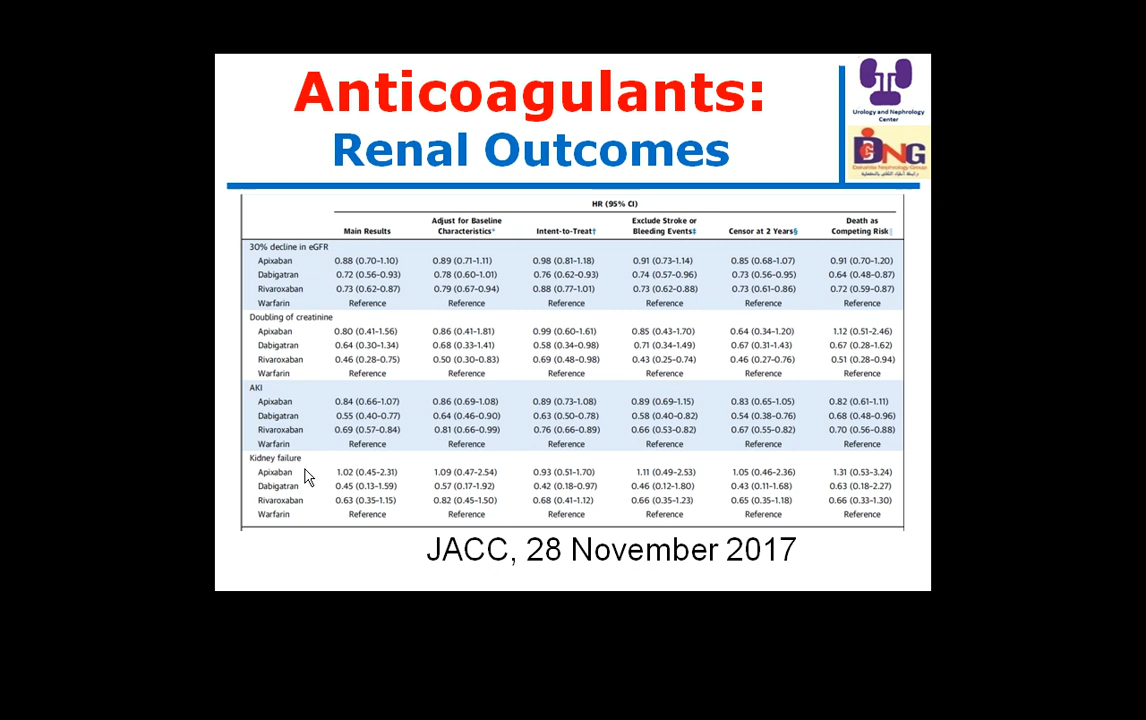 Anticoagulants:
Renal Outcomes
Urology and Nephrology
Center
HR (95% CI)
Main Results Adjust for Baseline Characteristics* Intent-to-Treat† Exclude Stroke or Bleeding Events‡ Censor at 2 Years§ Death as Competing Risk||
30% decline in eGFR
Apixaban 0.88 (0.70-1.10) 0.89 (0.71-1.11) 0.98 (0.81-1.18) 0.91 (0.73-1.14) 0.85 (0.68-1.07) 0.91 (0.70-1.20)
Dabigatran 0.72 (0.56-0.93) 0.78 (0.60-1.01) 0.76 (0.62-0.93) 0.74 (0.57-0.96) 0.73 (0.56-0.95) 0.64 (0.48-0.87)
Rivaroxaban 0.73 (0.62-0.87) 0.79 (0.67-0.94) 0.88 (0.77-1.01) 0.73 (0.62-0.88) 0.73 (0.61-0.86) 0.72 (0.59-0.87)
Warfarin Reference Reference Reference Reference Reference Reference
Doubling of creatinine
Apixaban 0.80 (0.41-1.56) 0.86 (0.41-1.81) 0.99 (0.60-1.61) 0.85 (0.43-1.70) 0.64 (0.34-1.20) 1.12 (0.51-2.46)
Dabigatran 0.64 (0.30-1.34) 0.68 (0.33-1.41) 0.58 (0.34-0.98) 0.71 (0.34-1.49) 0.67 (0.31-1.43) 0.67 (0.28-1.62)
Rivaroxaban 0.46 (0.28-0.75) 0.50 (0.30-0.83) 0.69 (0.48-0.98) 0.43 (0.25-0.74) 0.46 (0.27-0.76) 0.51 (0.28-0.94)
Warfarin Reference Reference Reference Reference Reference Reference
AKI
Apixaban 0.84 (0.66-1.07) 0.86 (0.69-1.08) 0.89 (0.73-1.08) 0.89 (0.69-1.15) 0.83 (0.65-1.05) 0.82 (0.61-1.11)
Dabigatran 0.55 (0.40-0.77) 0.64 (0.46-0.90) 0.63 (0.50-0.78) 0.58 (0.40-0.82) 0.54 (0.38-0.76) 0.68 (0.48-0.96)
Rivaroxaban 0.69 (0.57-0.84) 0.81 (0.66-0.99) 0.76 (0.66-0.89) 0.66 (0.53-0.82) 0.67 (0.55-0.82) 0.70 (0.56-0.88)
Warfarin Reference Reference Reference Reference Reference Reference
Kidney failure
Apixaban 1.02 (0.45-2.31) 1.09 (0.47-2.54) 0.93 (0.51-1.70) 1.11 (0.49-2.53) 1.05 (0.46-2.36) 1.31 (0.53-3.24)
Dabigatran 0.45 (0.13-1.59) 0.57 (0.17-1.92) 0.42 (0.18-0.97) 0.46 (0.12-1.80) 0.43 (0.11-1.68) 0.63 (0.18-2.27)
Rivaroxaban 0.63 (0.35-1.15) 0.82 (0.45-1.50) 0.68 (0.41-1.12) 0.66 (0.35-1.23) 0.65 (0.35-1.18) 0.66 (0.33-1.30)
Warfarin Reference Reference Reference Reference Reference Reference
JACC, 28 November 2017